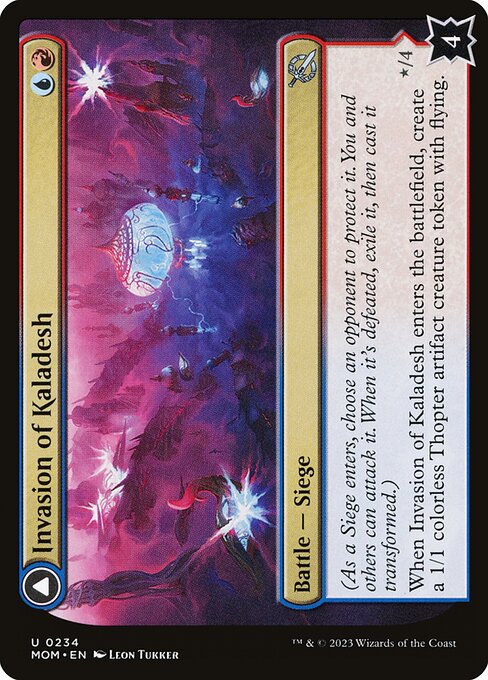 Invasion of Kaladesh
Battle — Siege
(As a Siege enters, choose an opponent to protect it. You and
others can attack it. When it's defeated, exile it, then cast it
transformed.)
When Invasion of Kaladesh enters the battlefield, create
a 1/1 colorless Thopter artifact creature token with flying.
*/4
4
U 0234
MOM • EN Leon Tukker
™ & © 2023 Wizards of the Coast